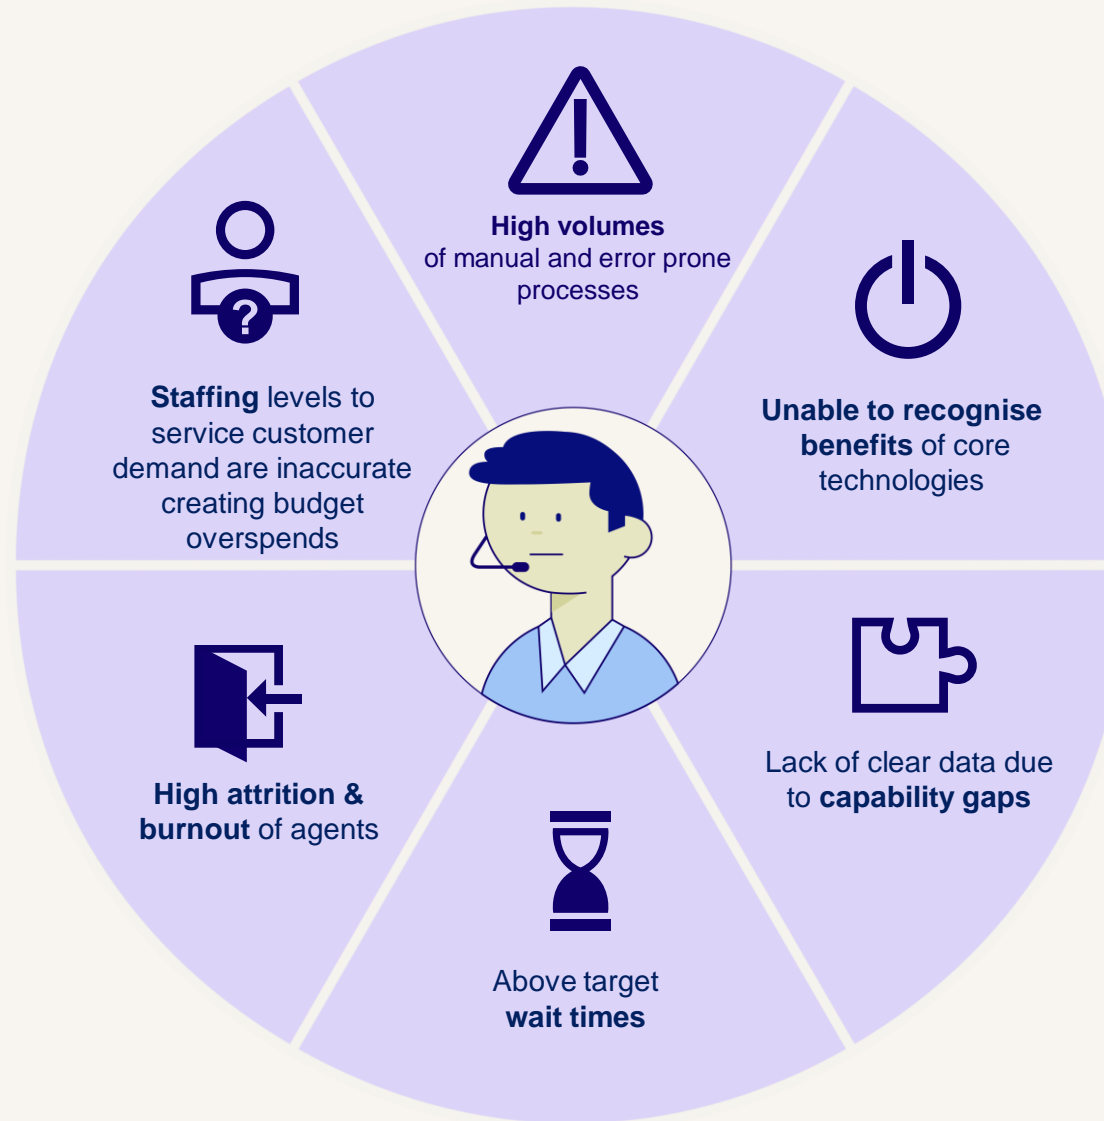 High volumes
of manual and error prone
processes
Unable to recognise
benefits of core
technologies
Lack of clear data due
to capability gaps
Above target
wait times
High attrition &
burnout of agents
?
Staffing levels to
service customer
demand are inaccurate
creating budget
overspends